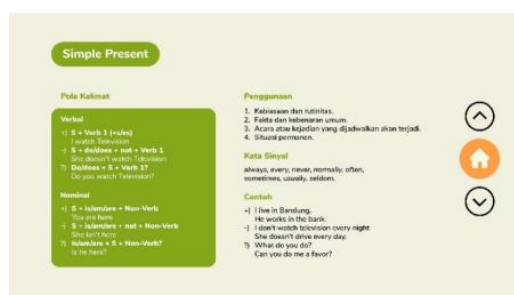 Simple Present
Pola Kalimat
Verbal
+) S + Verb 1 (+s/es)
I watch Television
-) S + do/does + not + Verb 1
She doesn't watch Television
?) Do/does + S + Verb 1?
Do you watch Television?
Nominal
+) S + is/am/are + Non-Verb
You are here
-) S + is/am/are + not + Non-Verb
She isn't here
?) Is/am/are + S + Non-Verb?
Is he here?
Penggunaan
1. Kebiasaan dan rutinitas.
2. Fakta dan kebenaran umum.
3. Acara atau kejadian yang dijadwalkan akan terjadi.
4. Situasi permanen.
Kata Sinyal
always, every, never, normally, often,
sometimes, usually, seldom.
Contoh
+) I live in Bandung.
He works in the bank.
-) I don't watch television every night
She doesn't drive every day.
?) What do you do?
Can you do me a favor?